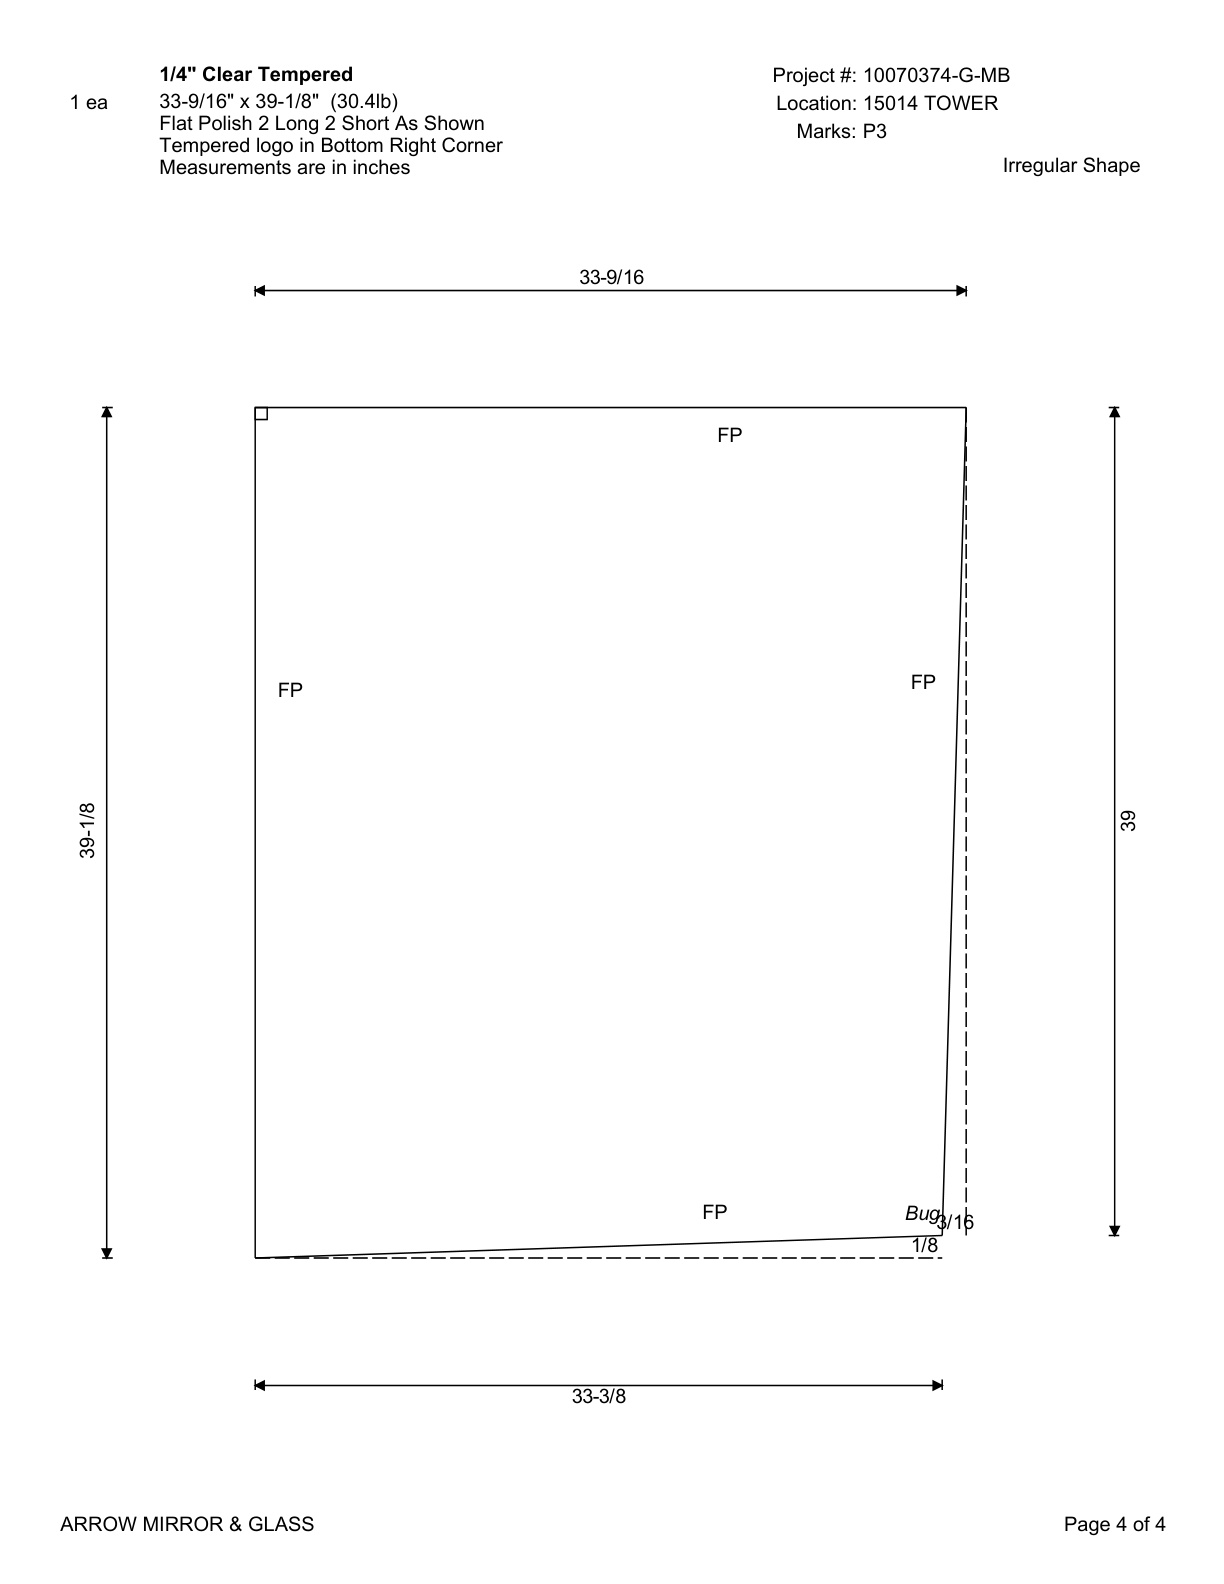 1/4" Clear Tempered
1 ea
33-9/16" x 39-1/8" (30.4lb)
Flat Polish 2 Long 2 Short As Shown
Tempered logo in Bottom Right Corner
Measurements are in inches
Project #: 10070374-G-MB
Location: 15014 TOWER
Marks: P3
Irregular Shape
33-9/16
FP
FP
FP
39-1/8
39
FP
Bug
3/16
1/8
33-3/8
ARROW MIRROR & GLASS
Page 4 of 4